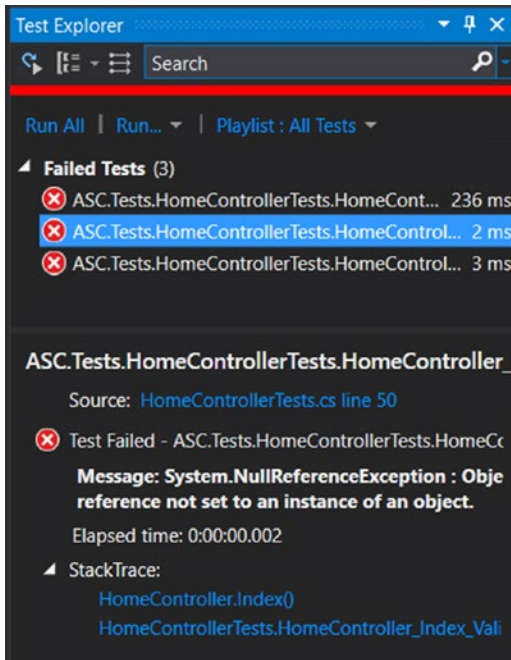 Test Explorer
Search
Run All | Run... | Playlist : All Tests
Failed Tests (3)
ASC.Tests.HomeControllerTests.HomeCont... 236 ms
ASC.Tests.HomeControllerTests.HomeControl... 2 ms
ASC.Tests.HomeControllerTests.HomeControl... 3 ms
ASC.Tests.HomeControllerTests.HomeController_
Source: HomeControllerTests.cs line 50
Test Failed - ASC.Tests.HomeControllerTests.HomeCo
Message: System.NullReferenceException : Obje
reference not set to an instance of an object.
Elapsed time: 0:00:00.002
StackTrace:
HomeController.Index()
HomeControllerTests.HomeController_Index_Vali